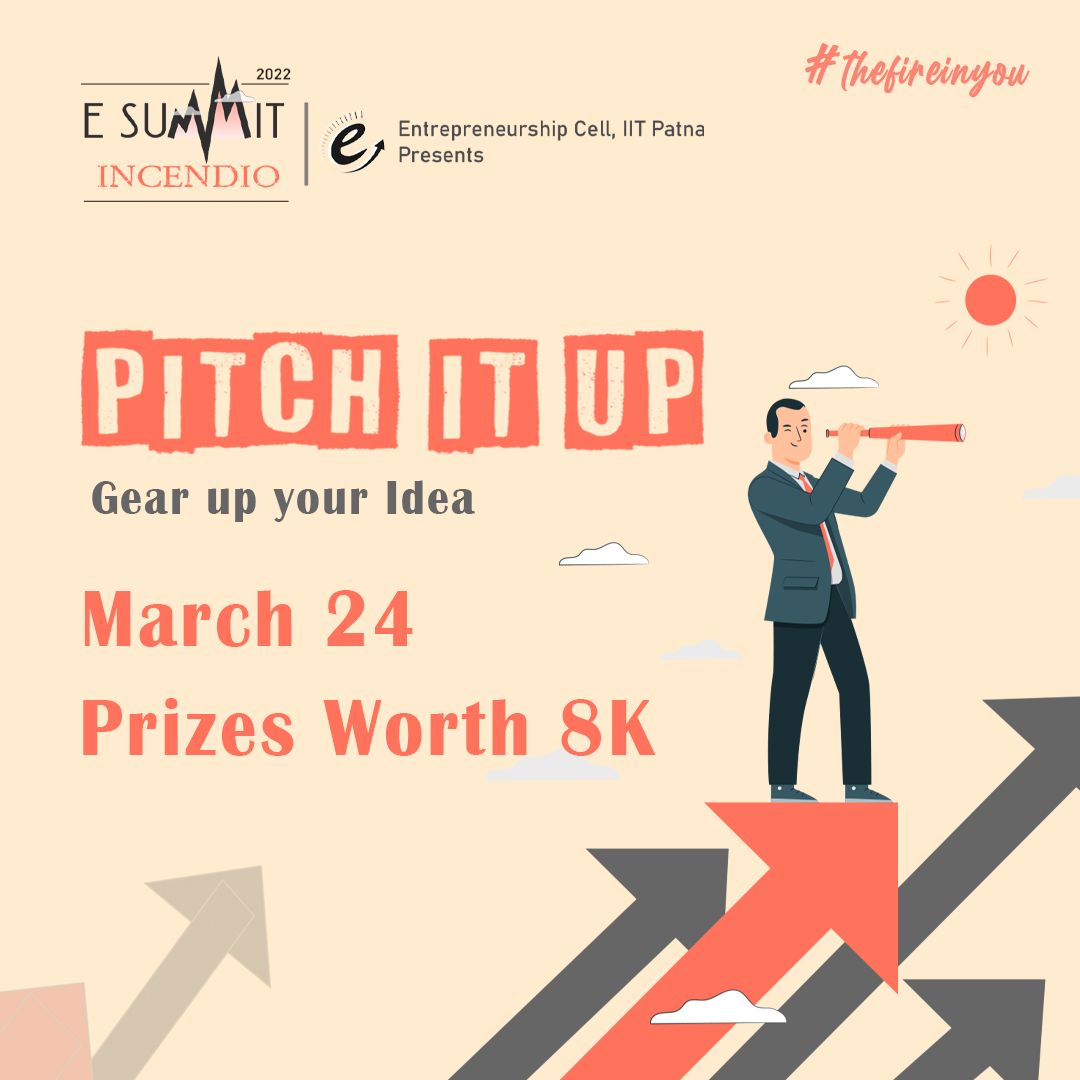 2022
E SUMMIT
INCENDIO
e
Entrepreneurship Cell, IIT Patna
Presents
#thefireinyou
PITCH IT UP
Gear up your Idea
March 24
Prizes Worth 8K